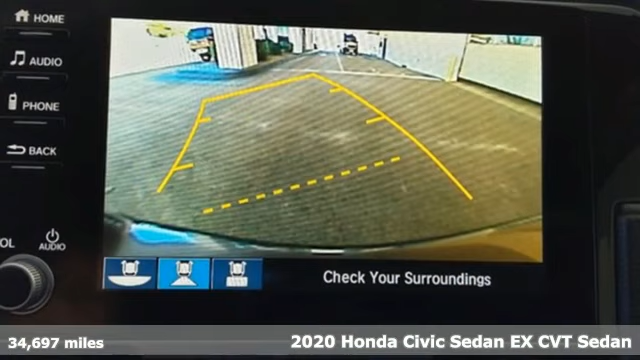 HOME
AUDIO
PHONE
BACK
OL
AUDIO
Check Your Surroundings
34,697 miles
2020 Honda Civic Sedan EX CVT Sedan